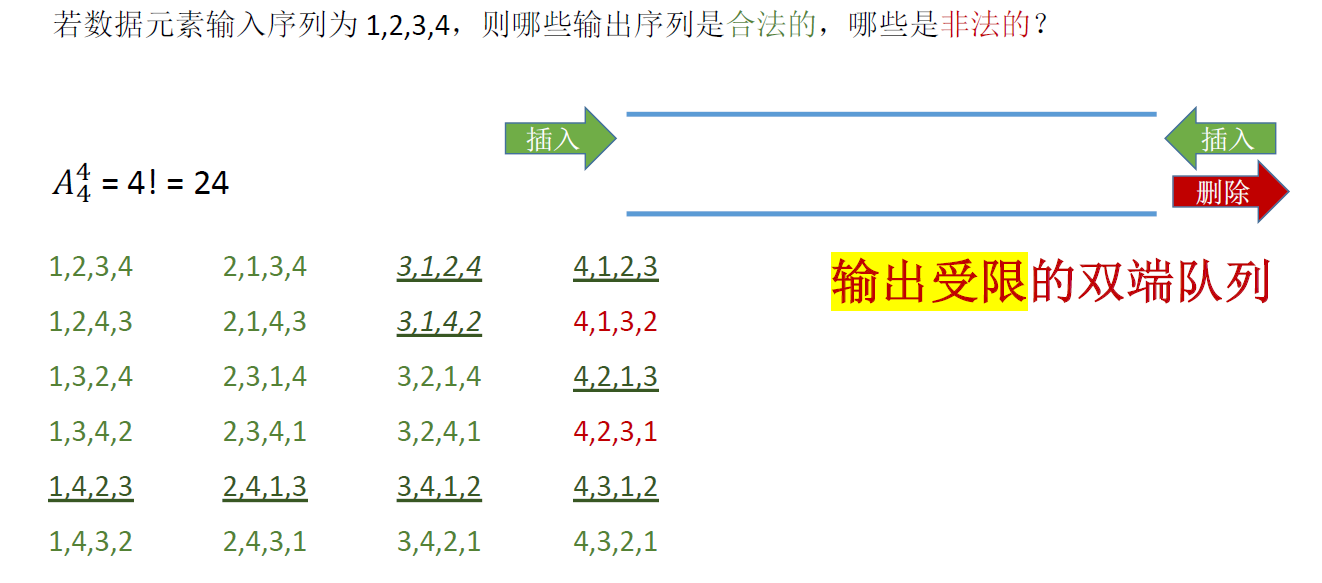 若数据元素输入序列为 1,2,3,4，则哪些输出序列是合法的，哪些是非法的？
插入 插入
删除
A₄⁴ = 4! = 24
输出受限的双端队列
1,2,3,4 2,1,3,4 3,1,2,4 4,1,2,3
1,2,4,3 2,1,4,3 3,1,4,2 4,1,3,2
1,3,2,4 2,3,1,4 3,2,1,4 4,2,1,3
1,3,4,2 2,3,4,1 3,2,4,1 4,2,3,1
1,4,2,3 2,4,1,3 3,4,1,2 4,3,1,2
1,4,3,2 2,4,3,1 3,4,2,1 4,3,2,1